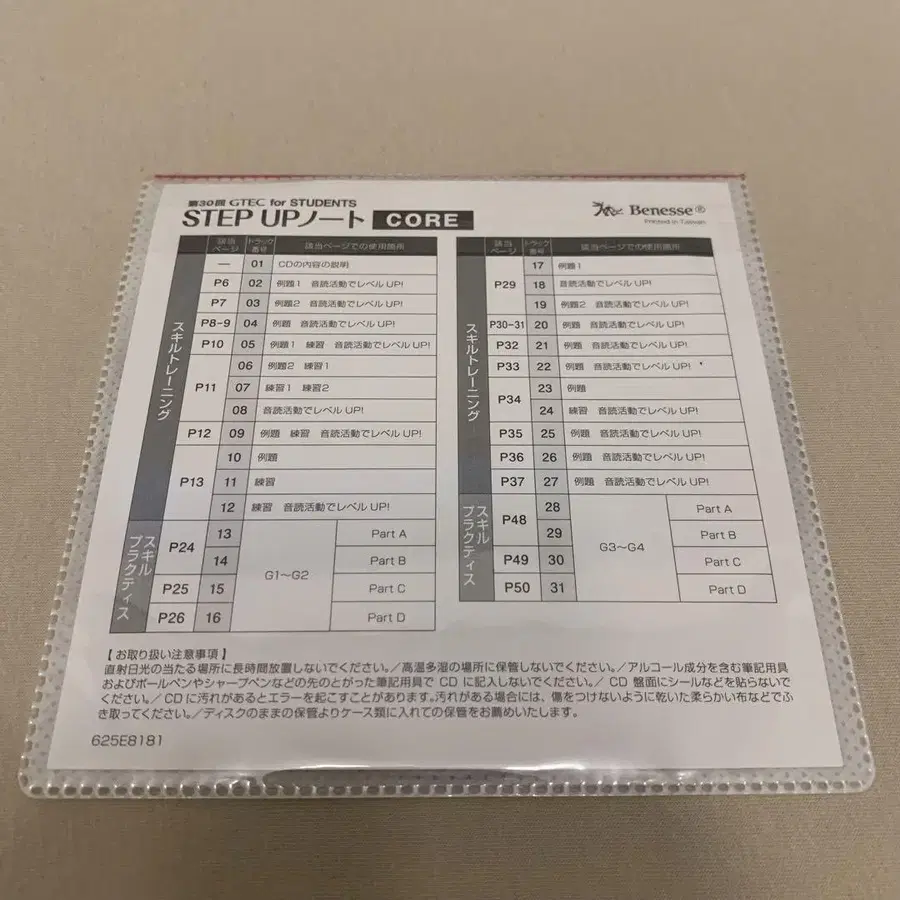 第30回 GTEC for STUDENTS
STEP UPノート CORE
Benesse®
Printed in Taiwan
該当ページ トラック番号 該当ページでの使用箇所
スキルトレーニング
— 01 CDの内容の説明
P6 02 例題1 音読活動でレベルUP!
P7 03 例題2 音読活動でレベルUP!
P8-9 04 例題 音読活動でレベルUP!
P10 05 例題1 練習 音読活動でレベルUP!
P11 06 例題2 練習1
07 練習1 練習2
08 音読活動でレベルUP!
P12 09 例題 練習 音読活動でレベルUP!
P13 10 例題
11 練習
12 練習 音読活動でレベルUP!
スキルプラクティス
P24 13 G1~G2 Part A
14 Part B
P25 15 Part C
P26 16 Part D
該当ページ トラック番号 該当ページでの使用箇所
スキルトレーニング
P29 17 例題1
18 音読活動でレベルUP!
19 例題2 音読活動でレベルUP!
P30-31 20 例題 音読活動でレベルUP!
P32 21 例題 音読活動でレベルUP!
P33 22 例題 音読活動でレベルUP!
P34 23 例題
24 練習 音読活動でレベルUP!
P35 25 例題 音読活動でレベルUP!
P36 26 例題 音読活動でレベルUP!
P37 27 例題 音読活動でレベルUP!
スキルプラクティス
P48 28 G3~G4 Part A
29 Part B
P49 30 Part C
P50 31 Part D
【お取り扱い注意事項】
直射日光の当たる場所に長時間放置しないでください。/高温多湿の場所に保管しないでください。/アルコール成分を含む筆記用具
およびボールペンやシャープペンなどの先のとがった筆記用具で CD に記入しないでください。/ CD 盤面にシールなどを貼らないで
ください。/ CD に汚れがあるとエラーを起こすことがあります。汚れがある場合には、傷をつけないように乾いた柔らかい布などでふ
き取ってください。/ディスクのままの保管よりケース類に入れての保管をお薦めいたします。
625E8181